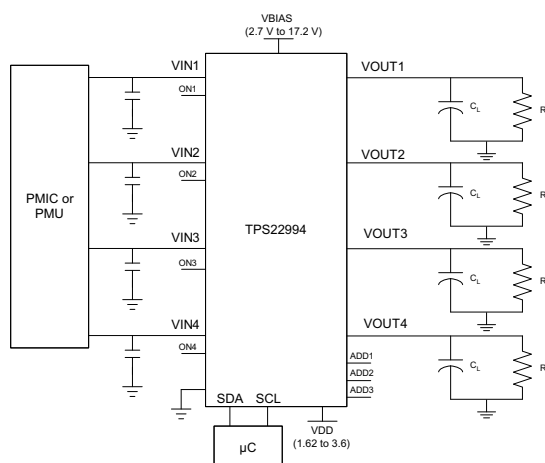 VBIAS
(2.7 V to 17.2 V)
VIN1
VOUT1
ON1
C_L
R
VIN2
VOUT2
ON2
C_L
R
PMIC or
PMU
TPS22994
VIN3
VOUT3
ON3
C_L
R
VIN4
VOUT4
ON4
ADD1
C_L
R
ADD2
ADD3
SDA
SCL
VDD
(1.62 to 3.6)
µC